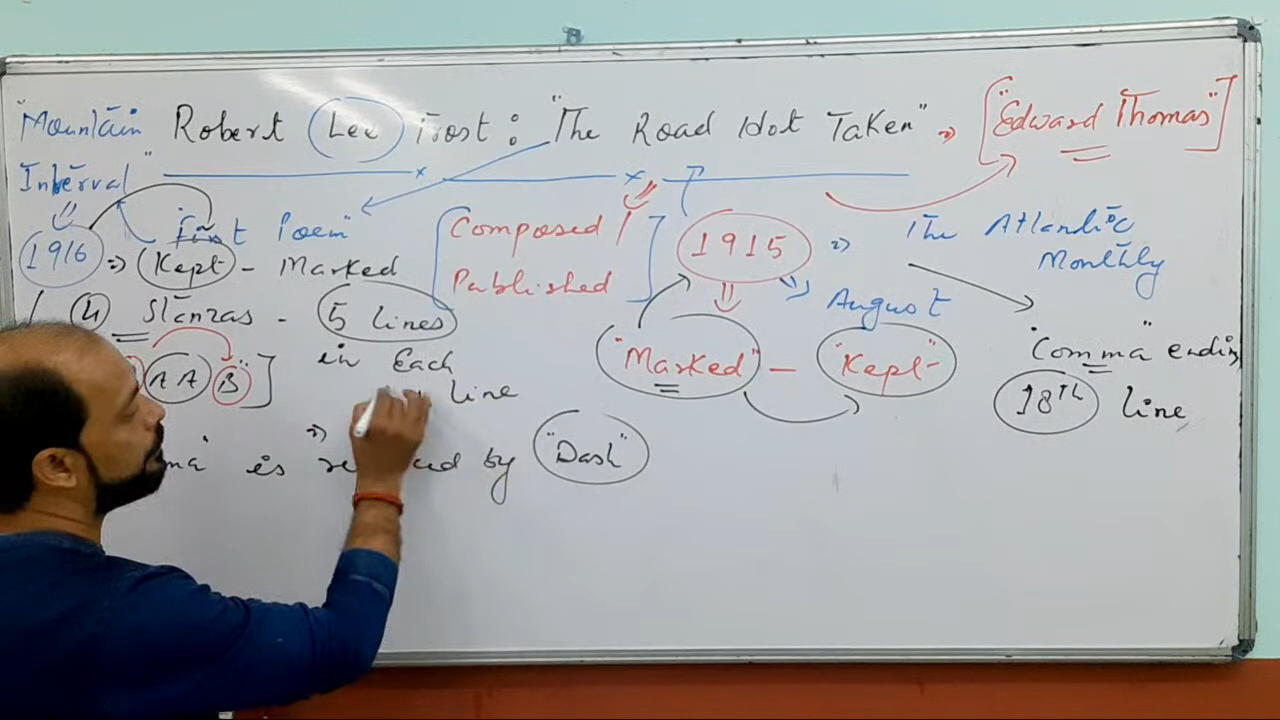 "Mountain Robert Lee Frost: "The Road Not Taken" ⇒ ["Edward Thomas"]
Interval"
1916 ⇒ Kept - Marked
"First Poem"
[Composed /
Published]
1915 ⇒ The Atlantic
Monthly
August
4 Stanzas - 5 lines
in Each
line
A A B"]
"Marked" - "Kept"
"Comma" ending
18th line
is by "Dash"